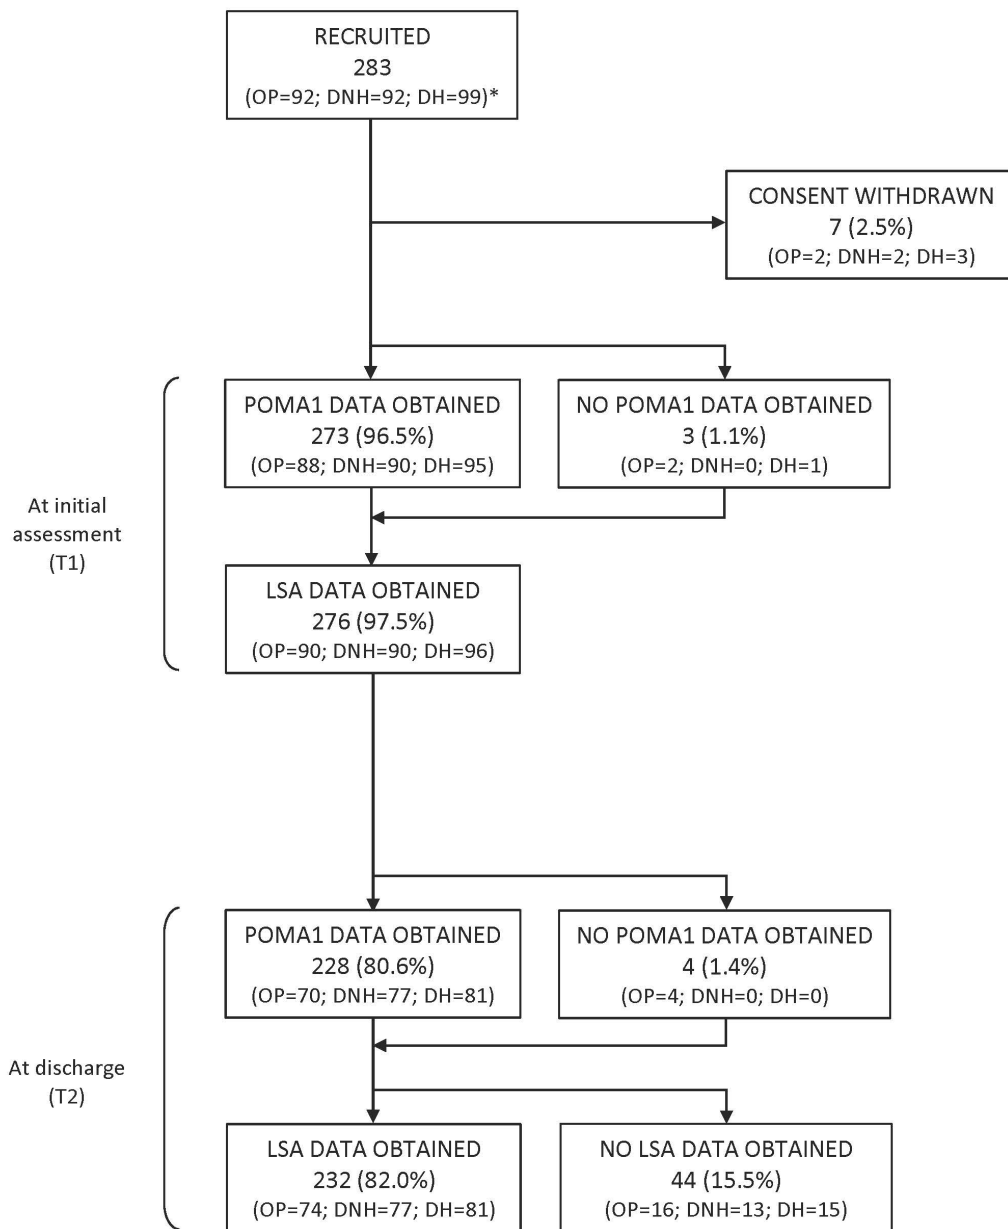 RECRUITED
283
(OP=92; DNH=92; DH=99)*
CONSENT WITHDRAWN
7 (2.5%)
(OP=2; DNH=2; DH=3)
At initial
assessment
(T1)
POMA1 DATA OBTAINED
273 (96.5%)
(OP=88; DNH=90; DH=95)
NO POMA1 DATA OBTAINED
3 (1.1%)
(OP=2; DNH=0; DH=1)
LSA DATA OBTAINED
276 (97.5%)
(OP=90; DNH=90; DH=96)
At discharge
(T2)
POMA1 DATA OBTAINED
228 (80.6%)
(OP=70; DNH=77; DH=81)
NO POMA1 DATA OBTAINED
4 (1.4%)
(OP=4; DNH=0; DH=0)
LSA DATA OBTAINED
232 (82.0%)
(OP=74; DNH=77; DH=81)
NO LSA DATA OBTAINED
44 (15.5%)
(OP=16; DNH=13; DH=15)